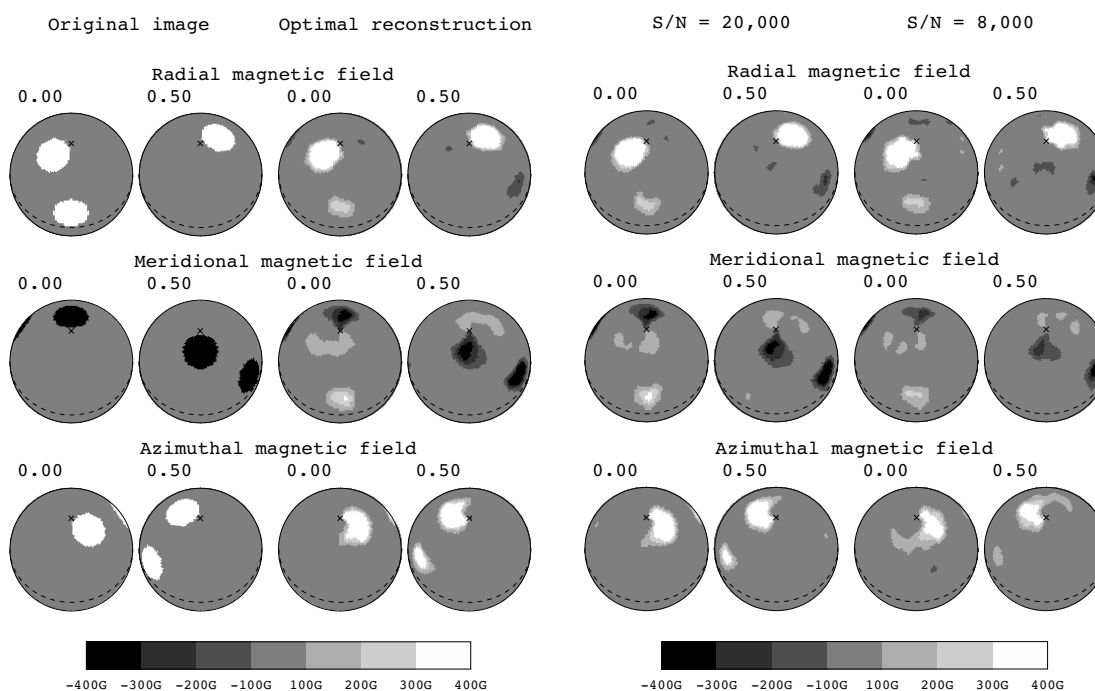 Original image Optimal reconstruction S/N = 20,000 S/N = 8,000
Radial magnetic field Radial magnetic field
0.00 0.50 0.00 0.50 0.00 0.50 0.00 0.50
Meridional magnetic field Meridional magnetic field
0.00 0.50 0.00 0.50 0.00 0.50 0.00 0.50
Azimuthal magnetic field Azimuthal magnetic field
0.00 0.50 0.00 0.50 0.00 0.50 0.00 0.50
-400G -300G -200G -100G 100G 200G 300G 400G -400G -300G -200G -100G 100G 200G 300G 400G